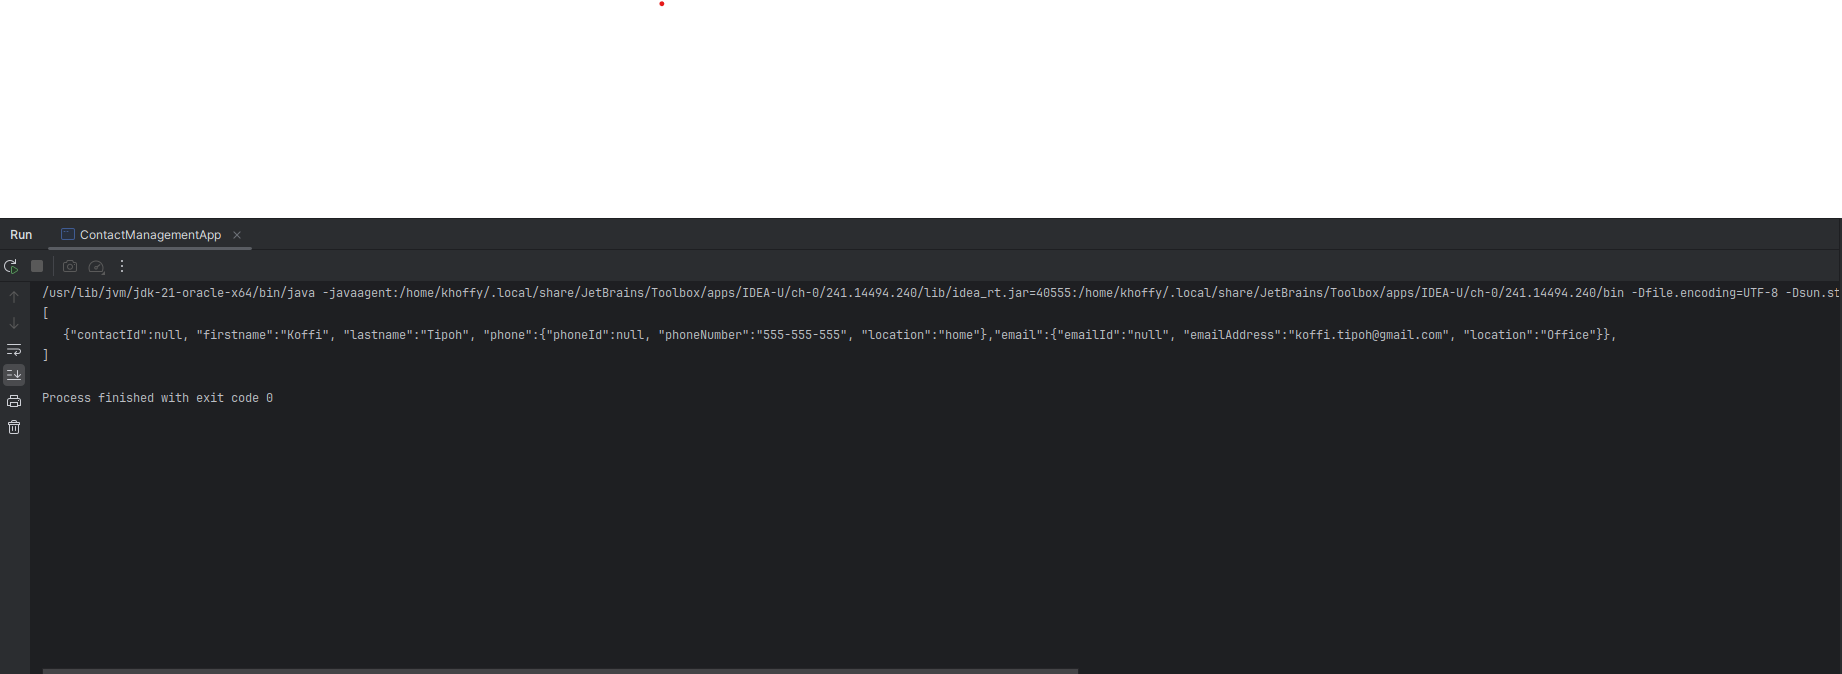 Run ContactManagementApp
/usr/lib/jvm/jdk-21-oracle-x64/bin/java -javaagent:/home/khoffy/.local/share/JetBrains/Toolbox/apps/IDEA-U/ch-0/241.14494.240/lib/idea_rt.jar=40555:/home/khoffy/.local/share/JetBrains/Toolbox/apps/IDEA-U/ch-0/241.14494.240/bin -Dfile.encoding=UTF-8 -Dsun.st
[
{"contactId":null, "firstname":"Koffi", "lastname":"Tipoh", "phone":{"phoneId":null, "phoneNumber":"555-555-555", "location":"home"},"email":{"emailId":"null", "emailAddress":"koffi.tipoh@gmail.com", "location":"Office"}},
]
Process finished with exit code 0